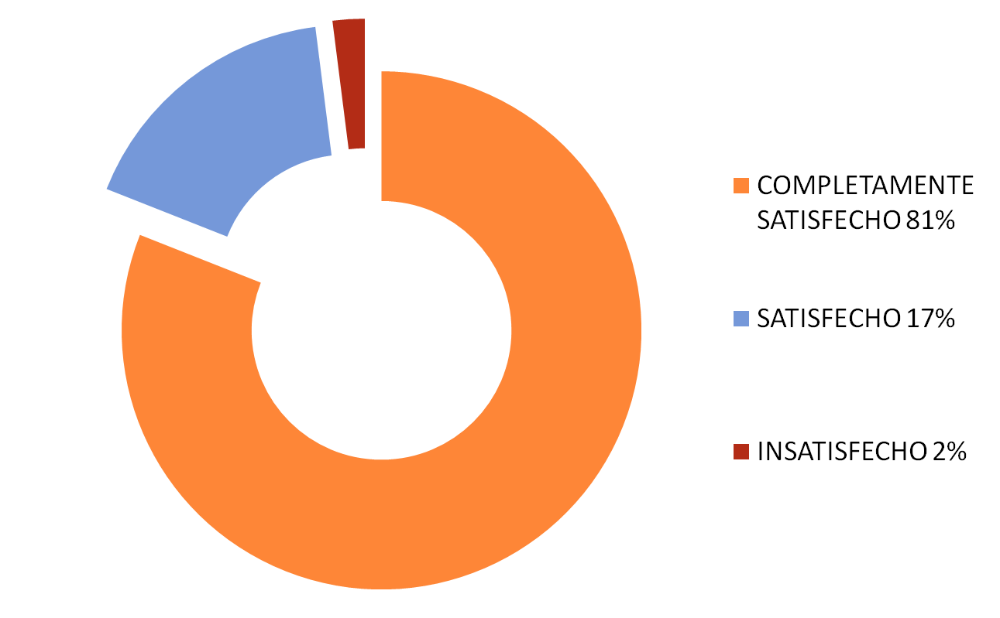 COMPLETAMENTE
SATISFECHO 81%
SATISFECHO 17%
INSATISFECHO 2%